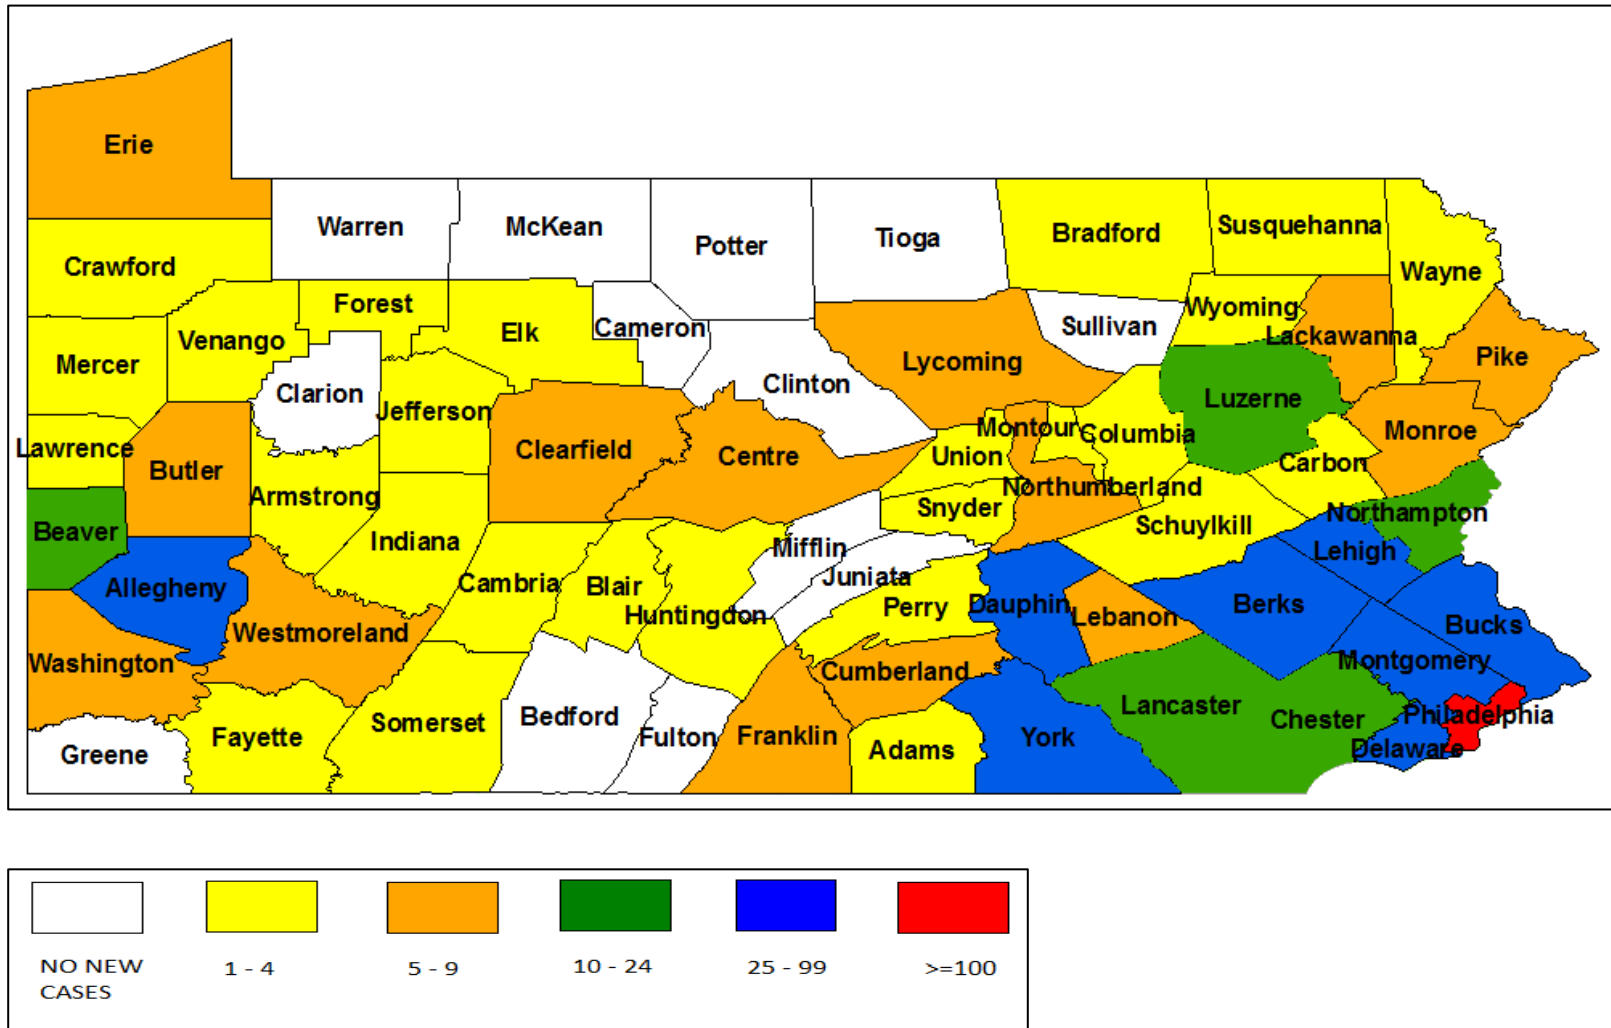 Erie
Warren
McKean
Potter
Tioga
Bradford
Susquehanna
Wayne
Crawford
Forest
Venango
Elk
Cameron
Sullivan
Wyoming
Lackawanna
Pike
Mercer
Clarion
Jefferson
Clinton
Lycoming
Luzerne
Monroe
Lawrence
Butler
Armstrong
Clearfield
Centre
Union
Montour
Columbia
Carbon
Beaver
Indiana
Snyder
Northumberland
Schuylkill
Northampton
Allegheny
Cambria
Blair
Huntingdon
Mifflin
Juniata
Perry
Dauphin
Lebanon
Berks
Lehigh
Bucks
Washington
Westmoreland
Cumberland
Montgomery
Greene
Fayette
Somerset
Bedford
Fulton
Franklin
Adams
York
Lancaster
Chester
Philadelphia
Delaware
NO NEW
CASES
1 - 4
5 - 9
10 - 24
25 - 99
>=100